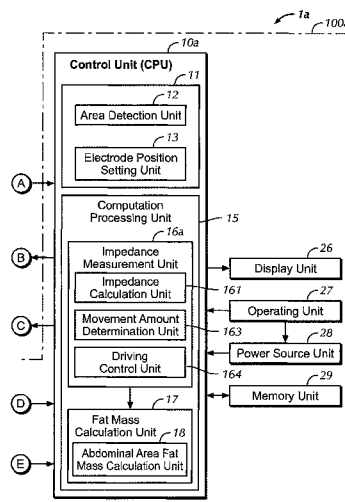 1a
10a
100a
Control Unit (CPU)
11
12
Area Detection Unit
13
Electrode Position
Setting Unit
A
Computation
Processing Unit
15
16a
B
Impedance
Measurement Unit
26
Display Unit
Impedance
Calculation Unit
161
27
Operating Unit
C
Movement Amount
Determination Unit
163
28
Power Source Unit
Driving
Control Unit
164
29
Memory Unit
D
17
Fat Mass
Calculation Unit
18
E
Abdominal Area Fat
Mass Calculation Unit